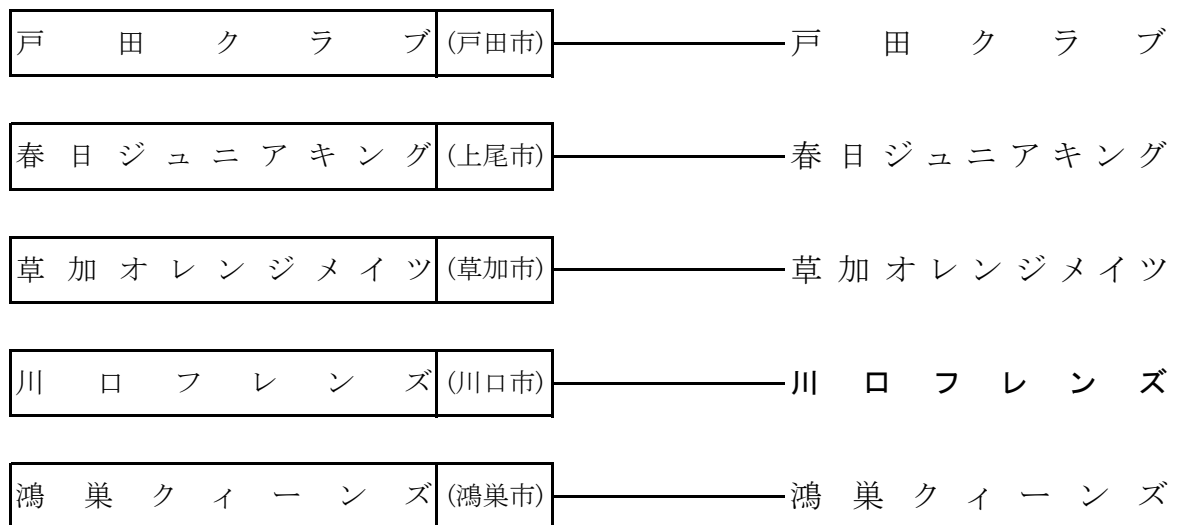 戸田クラブ (戸田市) 戸田クラブ
春日ジュニアキング (上尾市) 春日ジュニアキング
草加オレンジメイツ (草加市) 草加オレンジメイツ
川口フレンズ (川口市) 川口フレンズ
鴻巣クィーンズ (鴻巣市) 鴻巣クィーンズ